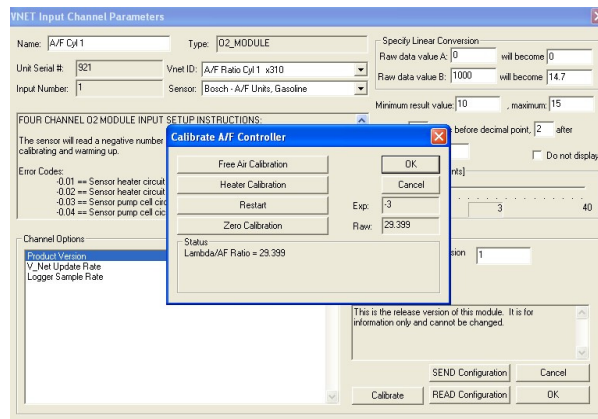 VNET Input Channel Parameters
Name: A/F Cyl 1 Type: O2_MODULE
Unit Serial #: 921 Vnet ID: A/F Ratio Cyl 1 x310
Input Number: 1 Sensor: Bosch - A/F Units, Gasoline
Specify Linear Conversion
Raw data value A: 0 will become 0
Raw data value B: 1000 will become 14.7
Minimum result value: 10 , maximum: 15
before decimal point, 2 after
Do not display
FOUR CHANNEL O2 MODULE INPUT SETUP INSTRUCTIONS:
The sensor will read a negative number
calibrating and warming up.
Error Codes:
-0.01 == Sensor heater circuit
-0.02 == Sensor heater circuit
-0.03 == Sensor pump cell circ
-0.04 == Sensor pump cell cic
Calibrate A/F Controller
Free Air Calibration OK
Heater Calibration Cancel
Restart Exp: -3
Zero Calibration Raw: 29.399
Status
Lambda/AF Ratio = 29.399
3 40
Channel Options
Product Version
V_Net Update Rate
Logger Sample Rate
1
This is the release version of this module. It is for
information only and cannot be changed.
SEND Configuration Cancel
Calibrate READ Configuration OK